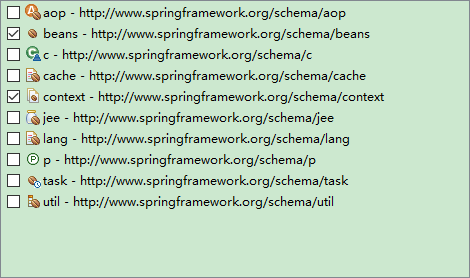 aop - http://www.springframework.org/schema/aop
beans - http://www.springframework.org/schema/beans
c - http://www.springframework.org/schema/c
cache - http://www.springframework.org/schema/cache
context - http://www.springframework.org/schema/context
jee - http://www.springframework.org/schema/jee
lang - http://www.springframework.org/schema/lang
p - http://www.springframework.org/schema/p
task - http://www.springframework.org/schema/task
util - http://www.springframework.org/schema/util